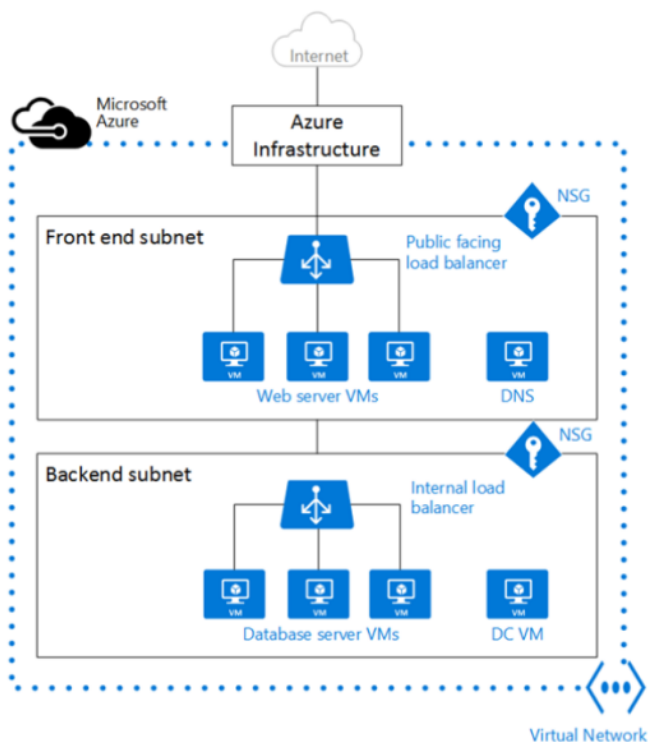 Internet
Microsoft
Azure
Azure
Infrastructure
NSG
Front end subnet
Public facing
load balancer
VM
VM
VM
VM
Web server VMs
DNS
NSG
Backend subnet
Internal load
balancer
VM
VM
VM
VM
Database server VMs
DC VM
Virtual Network